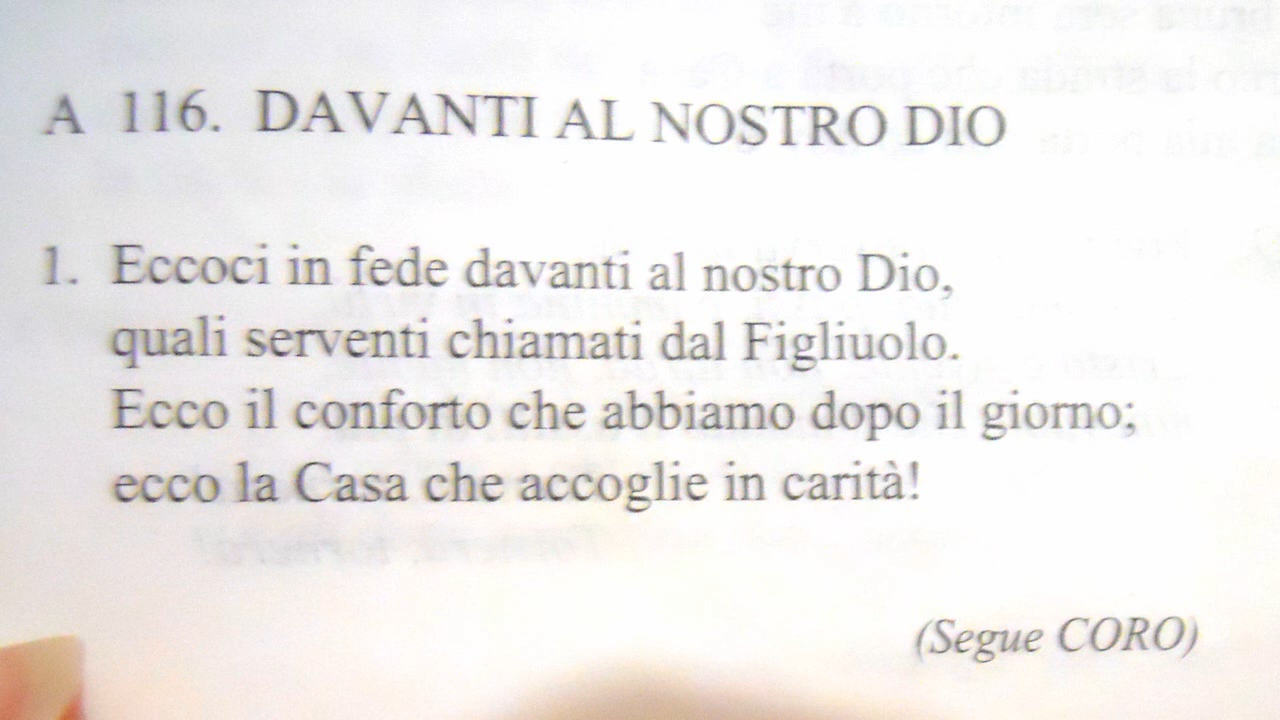 A 116. DAVANTI AL NOSTRO DIO
1. Eccoci in fede davanti al nostro Dio,
quali serventi chiamati dal Figliuolo.
Ecco il conforto che abbiamo dopo il giorno;
ecco la Casa che accoglie in carità!
(Segue CORO)